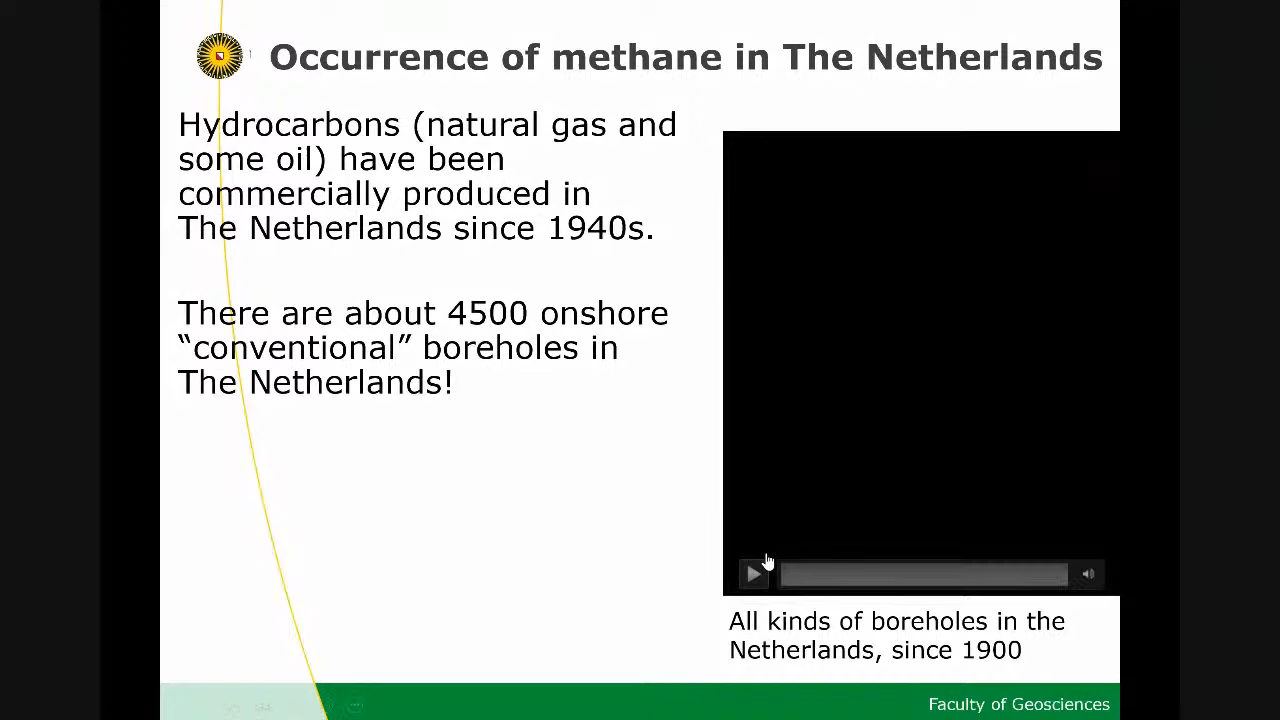 Occurrence of methane in The Netherlands
Hydrocarbons (natural gas and
some oil) have been
commercially produced in
The Netherlands since 1940s.
There are about 4500 onshore
“conventional” boreholes in
The Netherlands!
All kinds of boreholes in the
Netherlands, since 1900
Faculty of Geosciences